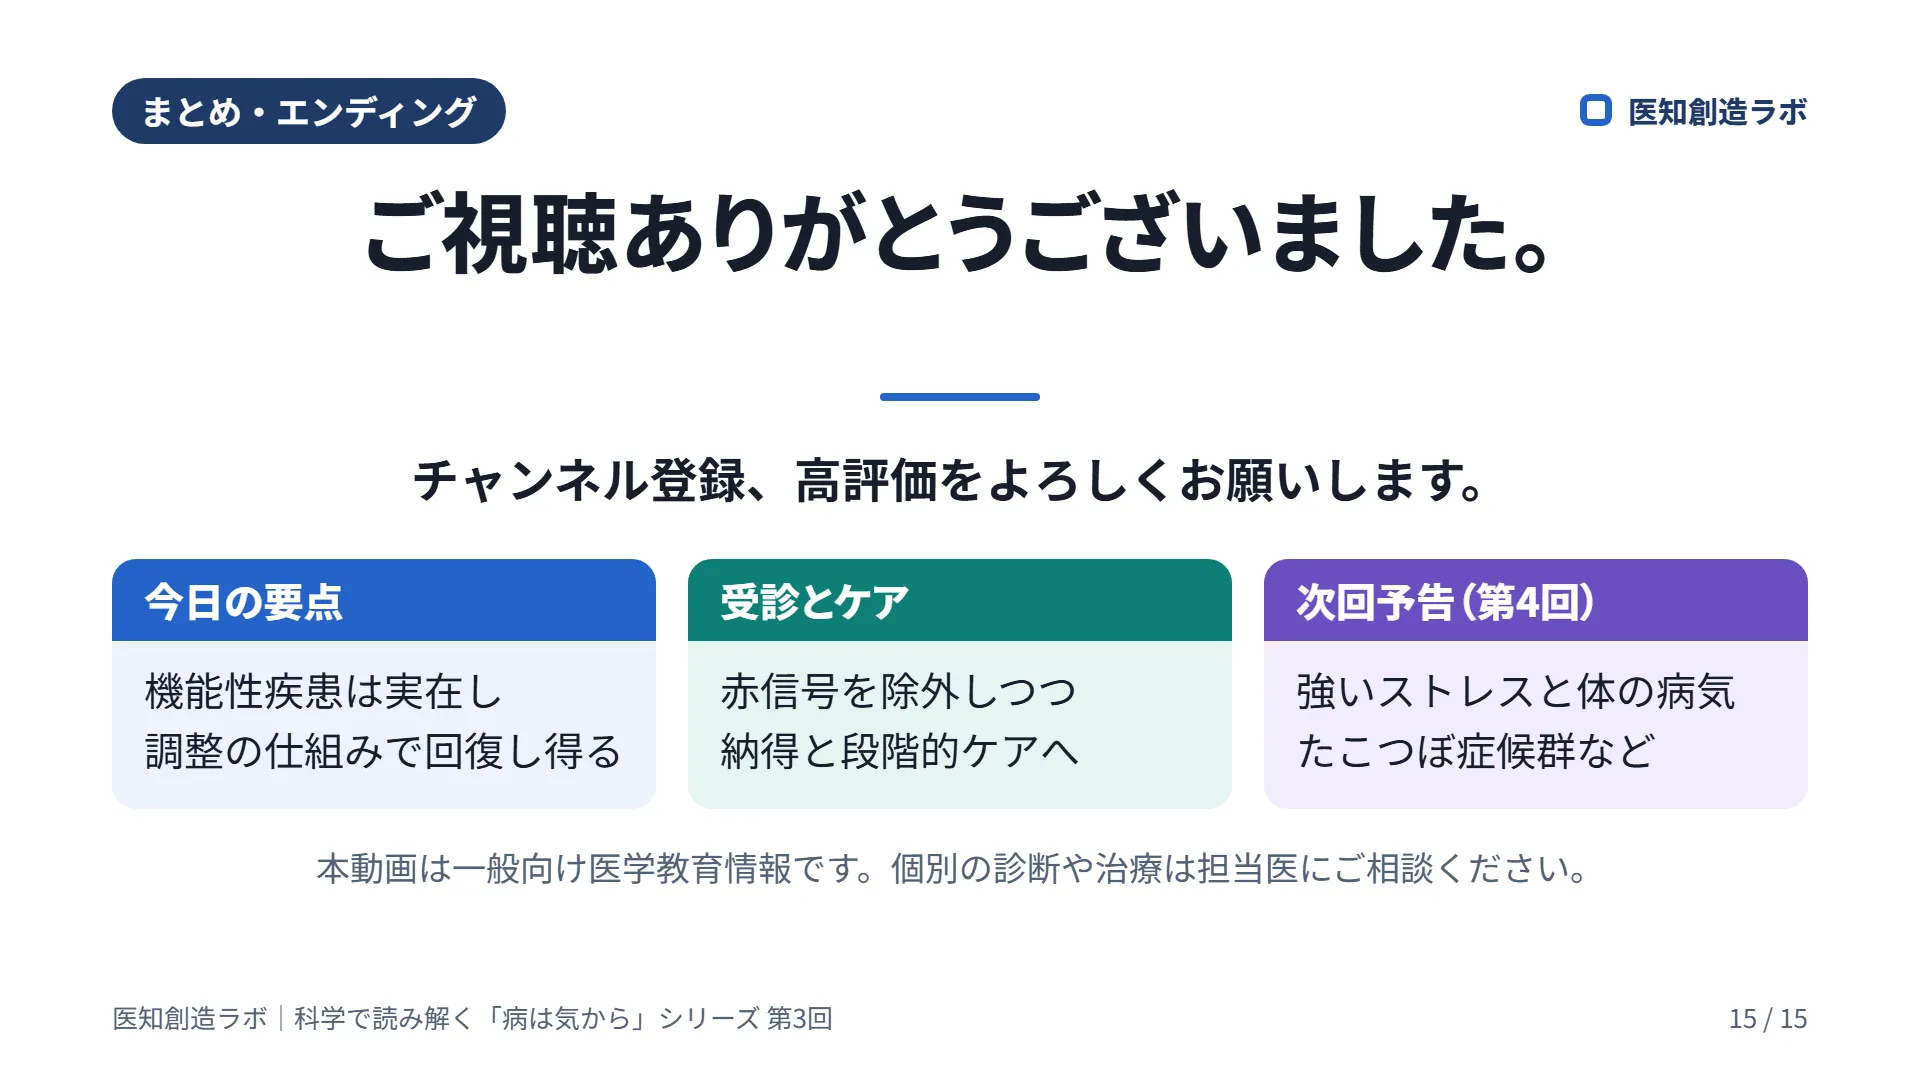 まとめ・エンディング
医知創造ラボ
ご視聴ありがとうございました。
チャンネル登録、高評価をよろしくお願いします。
今日の要点
機能性疾患は実在し
調整の仕組みで回復し得る
受診とケア
赤信号を除外しつつ
納得と段階的ケアへ
次回予告（第4回）
強いストレスと体の病気
たこつぼ症候群など
本動画は一般向け医学教育情報です。個別の診断や治療は担当医にご相談ください。
医知創造ラボ｜科学で読み解く「病は気から」シリーズ 第3回
15 / 15